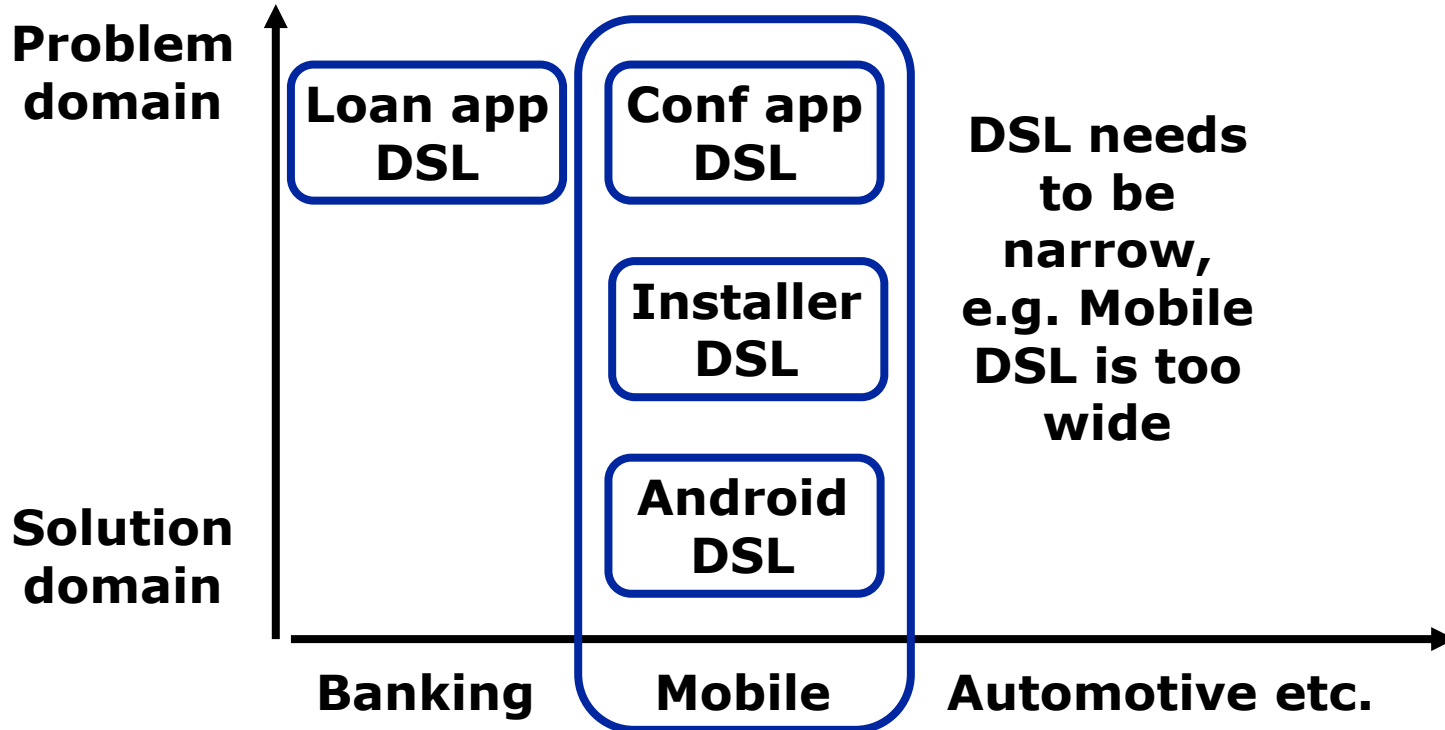 Problem
domain
Loan app
DSL
Conf app
DSL
DSL needs
to be
narrow,
e.g. Mobile
DSL is too
wide
Installer
DSL
Android
DSL
Solution
domain
Banking
Mobile
Automotive etc.